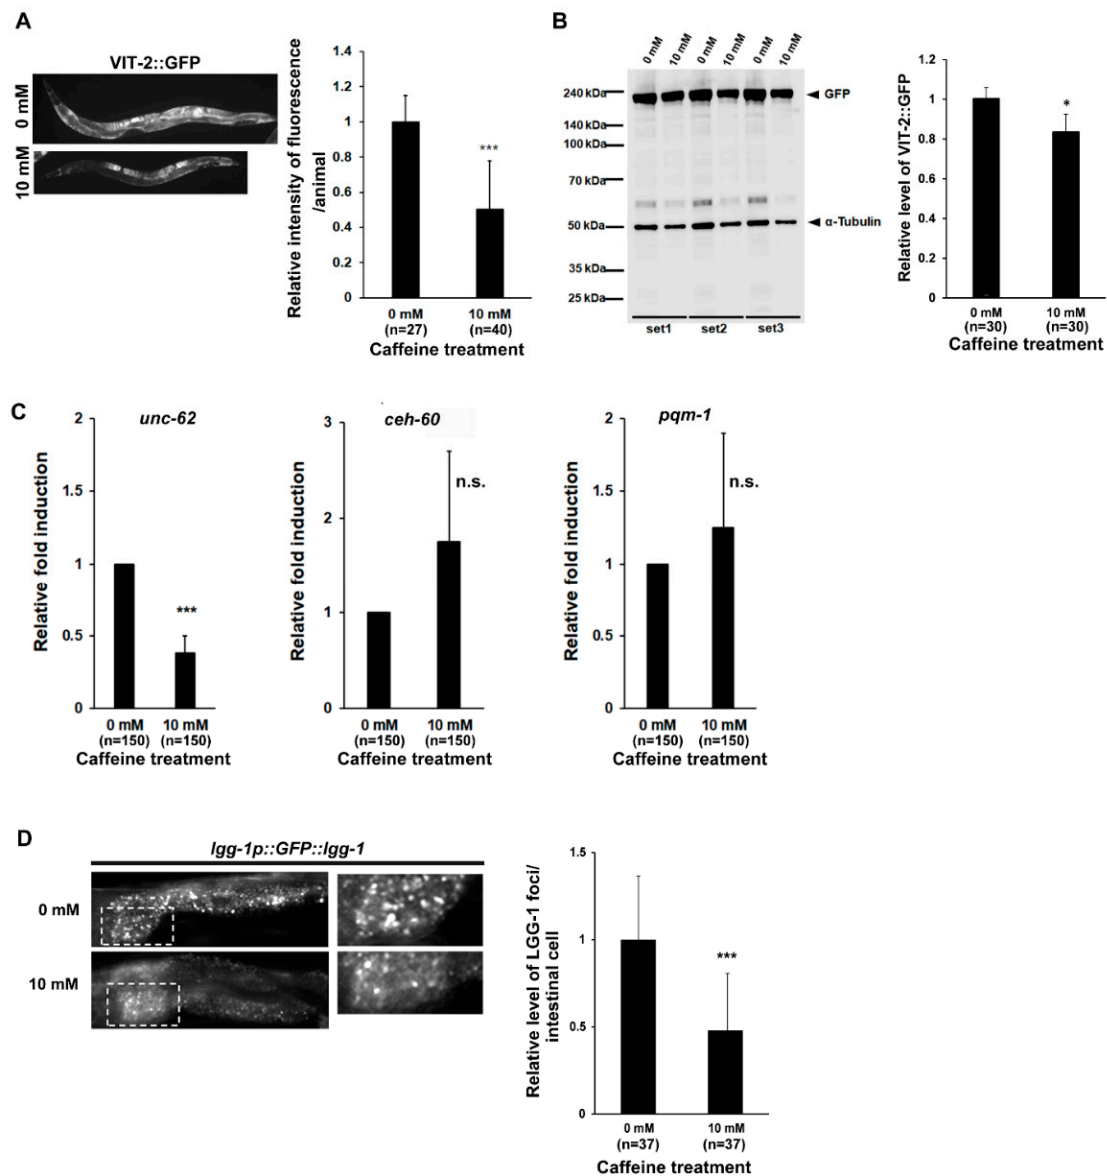 A
VIT-2::GFP
0 mM
10 mM
Relative intensity of fluorescence
/animal
1.4
1.2
1
0.8
0.6
0.4
0.2
0
***
0 mM
(n=27)
10 mM
(n=40)
Caffeine treatment
B
0 mM
10 mM
0 mM
10 mM
0 mM
10 mM
240 kDa
140 kDa
100 kDa
70 kDa
50 kDa
35 kDa
25 kDa
GFP
α-Tubulin
set1
set2
set3
Relative level of VIT-2::GFP
1.2
1
0.8
0.6
0.4
0.2
0
*
0 mM
(n=30)
10 mM
(n=30)
Caffeine treatment
C
unc-62
Relative fold induction
2
1.5
1
0.5
0
***
0 mM
(n=150)
10 mM
(n=150)
Caffeine treatment
ceh-60
Relative fold induction
3
2
1
0
n.s.
0 mM
(n=150)
10 mM
(n=150)
Caffeine treatment
pqm-1
Relative fold induction
2
1.5
1
0.5
0
n.s.
0 mM
(n=150)
10 mM
(n=150)
Caffeine treatment
D
lgg-1p::GFP::lgg-1
0 mM
10 mM
Relative level of LGG-1 foci/
intestinal cell
1.5
1
0.5
0
***
0 mM
(n=37)
10 mM
(n=37)
Caffeine treatment